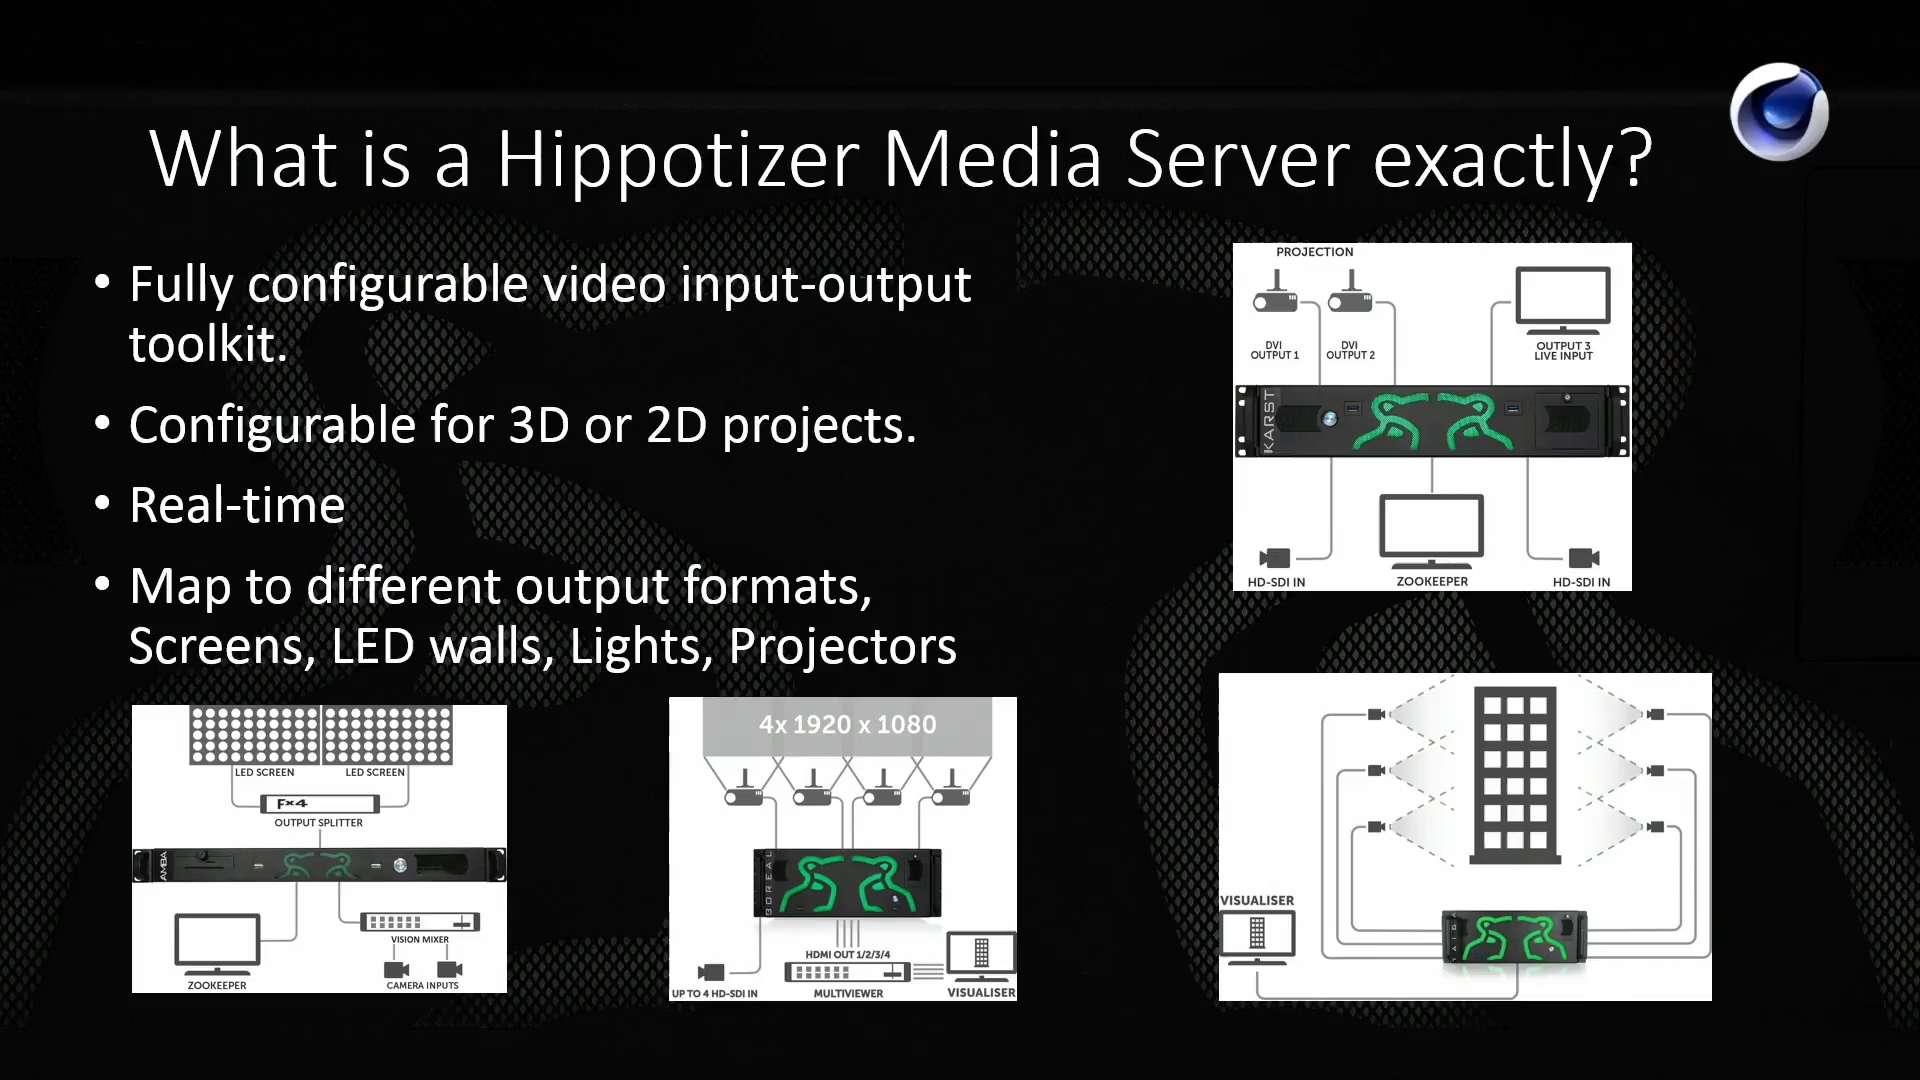 What is a Hippotizer Media Server exactly?
• Fully configurable video input-output
toolkit.
• Configurable for 3D or 2D projects.
• Real-time
• Map to different output formats,
Screens, LED walls, Lights, Projectors
PROJECTION
DVI
OUTPUT 1
DVI
OUTPUT 2
OUTPUT 3
LIVE INPUT
KARST
HD-SDI IN
ZOOKEEPER
HD-SDI IN
LED SCREEN
LED SCREEN
Fx4
OUTPUT SPLITTER
AMBA
VISION MIXER
ZOOKEEPER
CAMERA INPUTS
4x 1920 x 1080
BOREAL
HDMI OUT 1/2/3/4
UP TO 4 HD-SDI IN
MULTIVIEWER
VISUALISER
VISUALISER